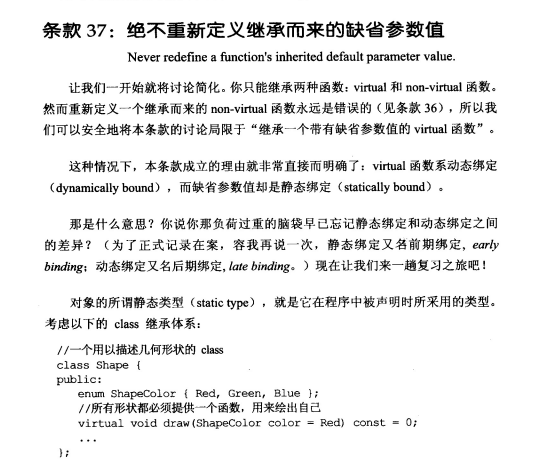 条款 37：绝不重新定义继承而来的缺省参数值
Never redefine a function's inherited default parameter value.
让我们一开始就将讨论简化。你只能继承两种函数：virtual 和 non-virtual 函数。
然而重新定义一个继承而来的 non-virtual 函数永远是错误的（见条款 36），所以我
们可以安全地将本条款的讨论局限于“继承一个带有缺省参数值的 virtual 函数”。
这种情况下，本条款成立的理由就非常直接而明确了：virtual 函数系动态绑定
（dynamically bound），而缺省参数值却是静态绑定（statically bound）。
那是什么意思？你说你那负荷过重的脑袋早已忘记静态绑定和动态绑定之间
的差异？（为了正式记录在案，容我再说一次，静态绑定又名前期绑定, early
binding；动态绑定又名后期绑定, late binding。）现在让我们来一趟复习之旅吧！
对象的所谓静态类型（static type），就是它在程序中被声明时所采用的类型。
考虑以下的 class 继承体系：
//一个用以描述几何形状的 class
class Shape {
public:
enum ShapeColor { Red, Green, Blue };
//所有形状都必须提供一个函数，用来绘出自己
virtual void draw(ShapeColor color = Red) const = 0;
...
};